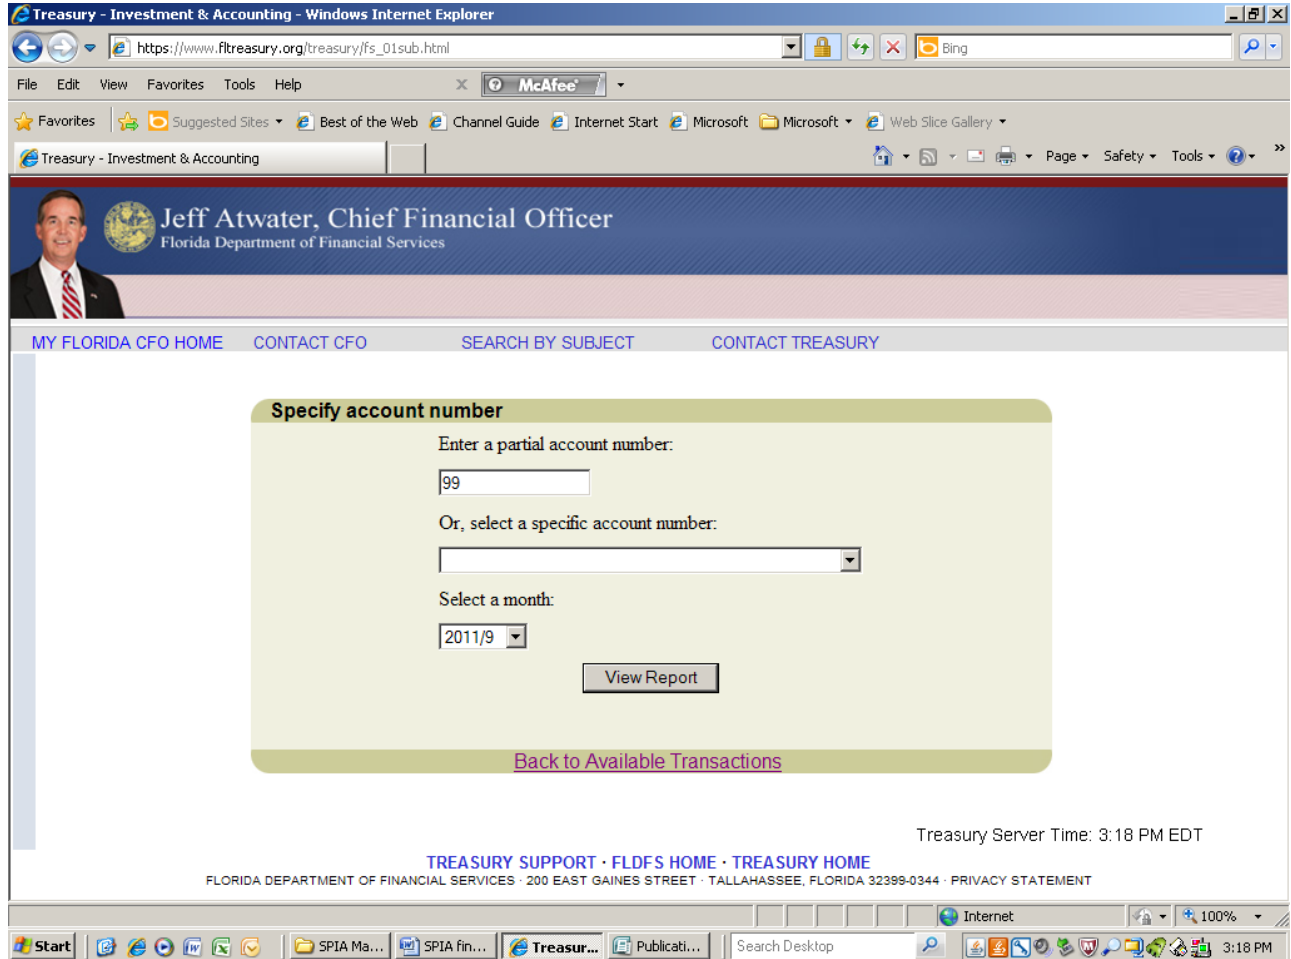 Treasury - Investment & Accounting - Windows Internet Explorer
https://www.fltreasury.org/treasury/fs_01sub.html
Bing
File Edit View Favorites Tools Help
x McAfee
Favorites Suggested Sites Best of the Web Channel Guide Internet Start Microsoft Microsoft Web Slice Gallery
Treasury - Investment & Accounting
Page Safety Tools »
Jeff Atwater, Chief Financial Officer
Florida Department of Financial Services
MY FLORIDA CFO HOME CONTACT CFO SEARCH BY SUBJECT CONTACT TREASURY
Specify account number
Enter a partial account number:
99
Or, select a specific account number:
Select a month:
2011/9
View Report
Back to Available Transactions
Treasury Server Time: 3:18 PM EDT
TREASURY SUPPORT · FLDFS HOME · TREASURY HOME
FLORIDA DEPARTMENT OF FINANCIAL SERVICES · 200 EAST GAINES STREET · TALLAHASSEE, FLORIDA 32399-0344 · PRIVACY STATEMENT
Internet 100%
Start SPIA Ma... SPIA fin... Treasur... Publicati... Search Desktop 3:18 PM